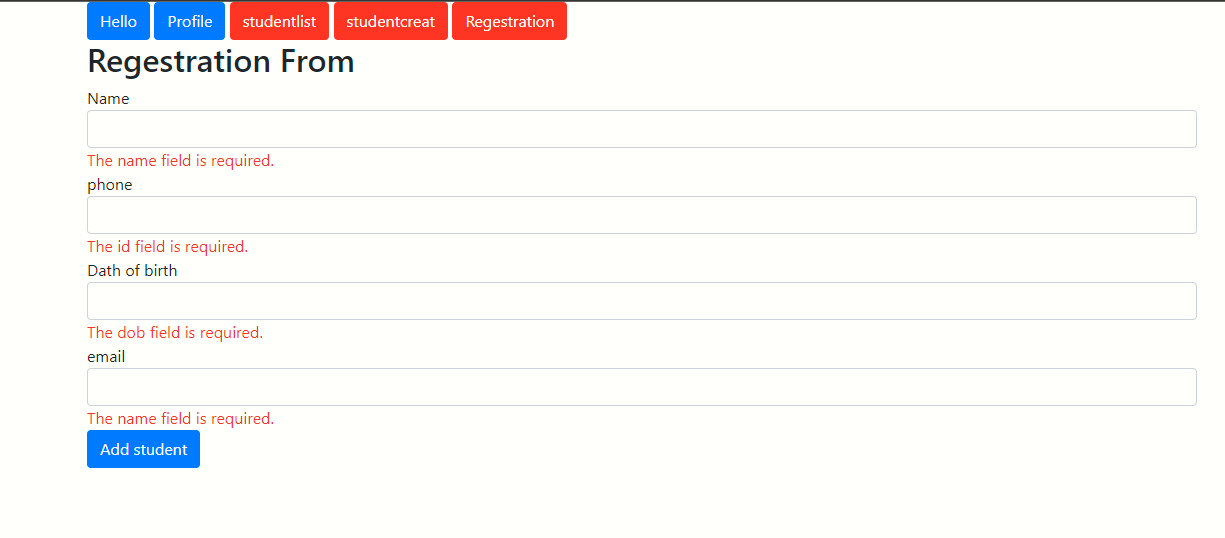 Hello Profile studentlist studentcreat Regestration
Regestration From
Name
The name field is required.
phone
The id field is required.
Dath of birth
The dob field is required.
email
The name field is required.
Add student